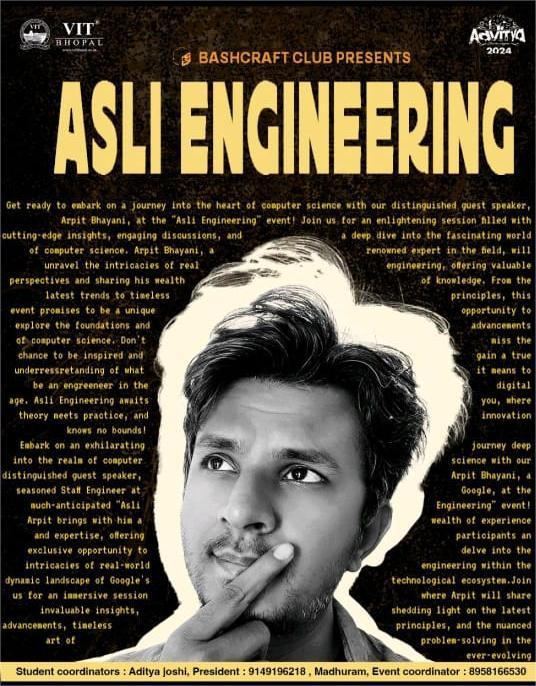 VIT®
BHOPAL
www.vitbhopal.ac.in
AdVitya
2024
BASHCRAFT CLUB PRESENTS
ASLI ENGINEERING
Get ready to embark on a journey into the heart of computer science with our distinguished guest speaker,
Arpit Bhayani, at the "Asli Engineering" event! Join us for an enlightening session filled with
cutting-edge insights, engaging discussions, and a deep dive into the fascinating world
of computer science. Arpit Bhayani, a renowned expert in the field, will
unravel the intricacies of real engineering, offering valuable
perspectives and sharing his wealth of knowledge. From the
latest trends to timeless principles, this
event promises to be a unique opportunity to
explore the foundations and advancements
of computer science. Don't miss the
chance to be inspired and gain a true
underressretanding of what it means to
be an engreeneer in the digital
age. Asli Engineering awaits you, where
theory meets practice, and innovation
knows no bounds!
Embark on an exhilarating journey deep
into the realm of computer science with our
distinguished guest speaker, Arpit Bhayani, a
seasoned Staff Engineer at Google, at the
much-anticipated "Asli Engineering" event!
Arpit brings with him a wealth of experience
and expertise, offering participants an
exclusive opportunity to delve into the
intricacies of real-world engineering within the
dynamic landscape of Google's technological ecosystem.Join
us for an immersive session where Arpit will share
invaluable insights, shedding light on the latest
advancements, timeless principles, and the nuanced
art of problem-solving in the
ever-evolving
Student coordinators : Aditya joshi, President : 9149196218 , Madhuram, Event coordinator : 8958166530